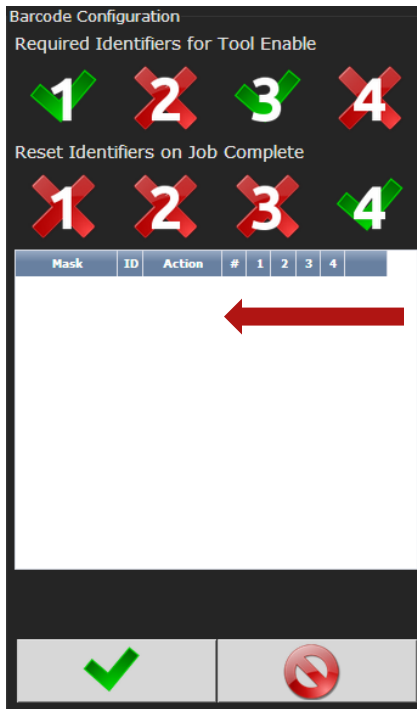 Barcode Configuration
Required Identifiers for Tool Enable
1 2 3 4
Reset Identifiers on Job Complete
1 2 3 4
Mask ID Action # 1 2 3 4